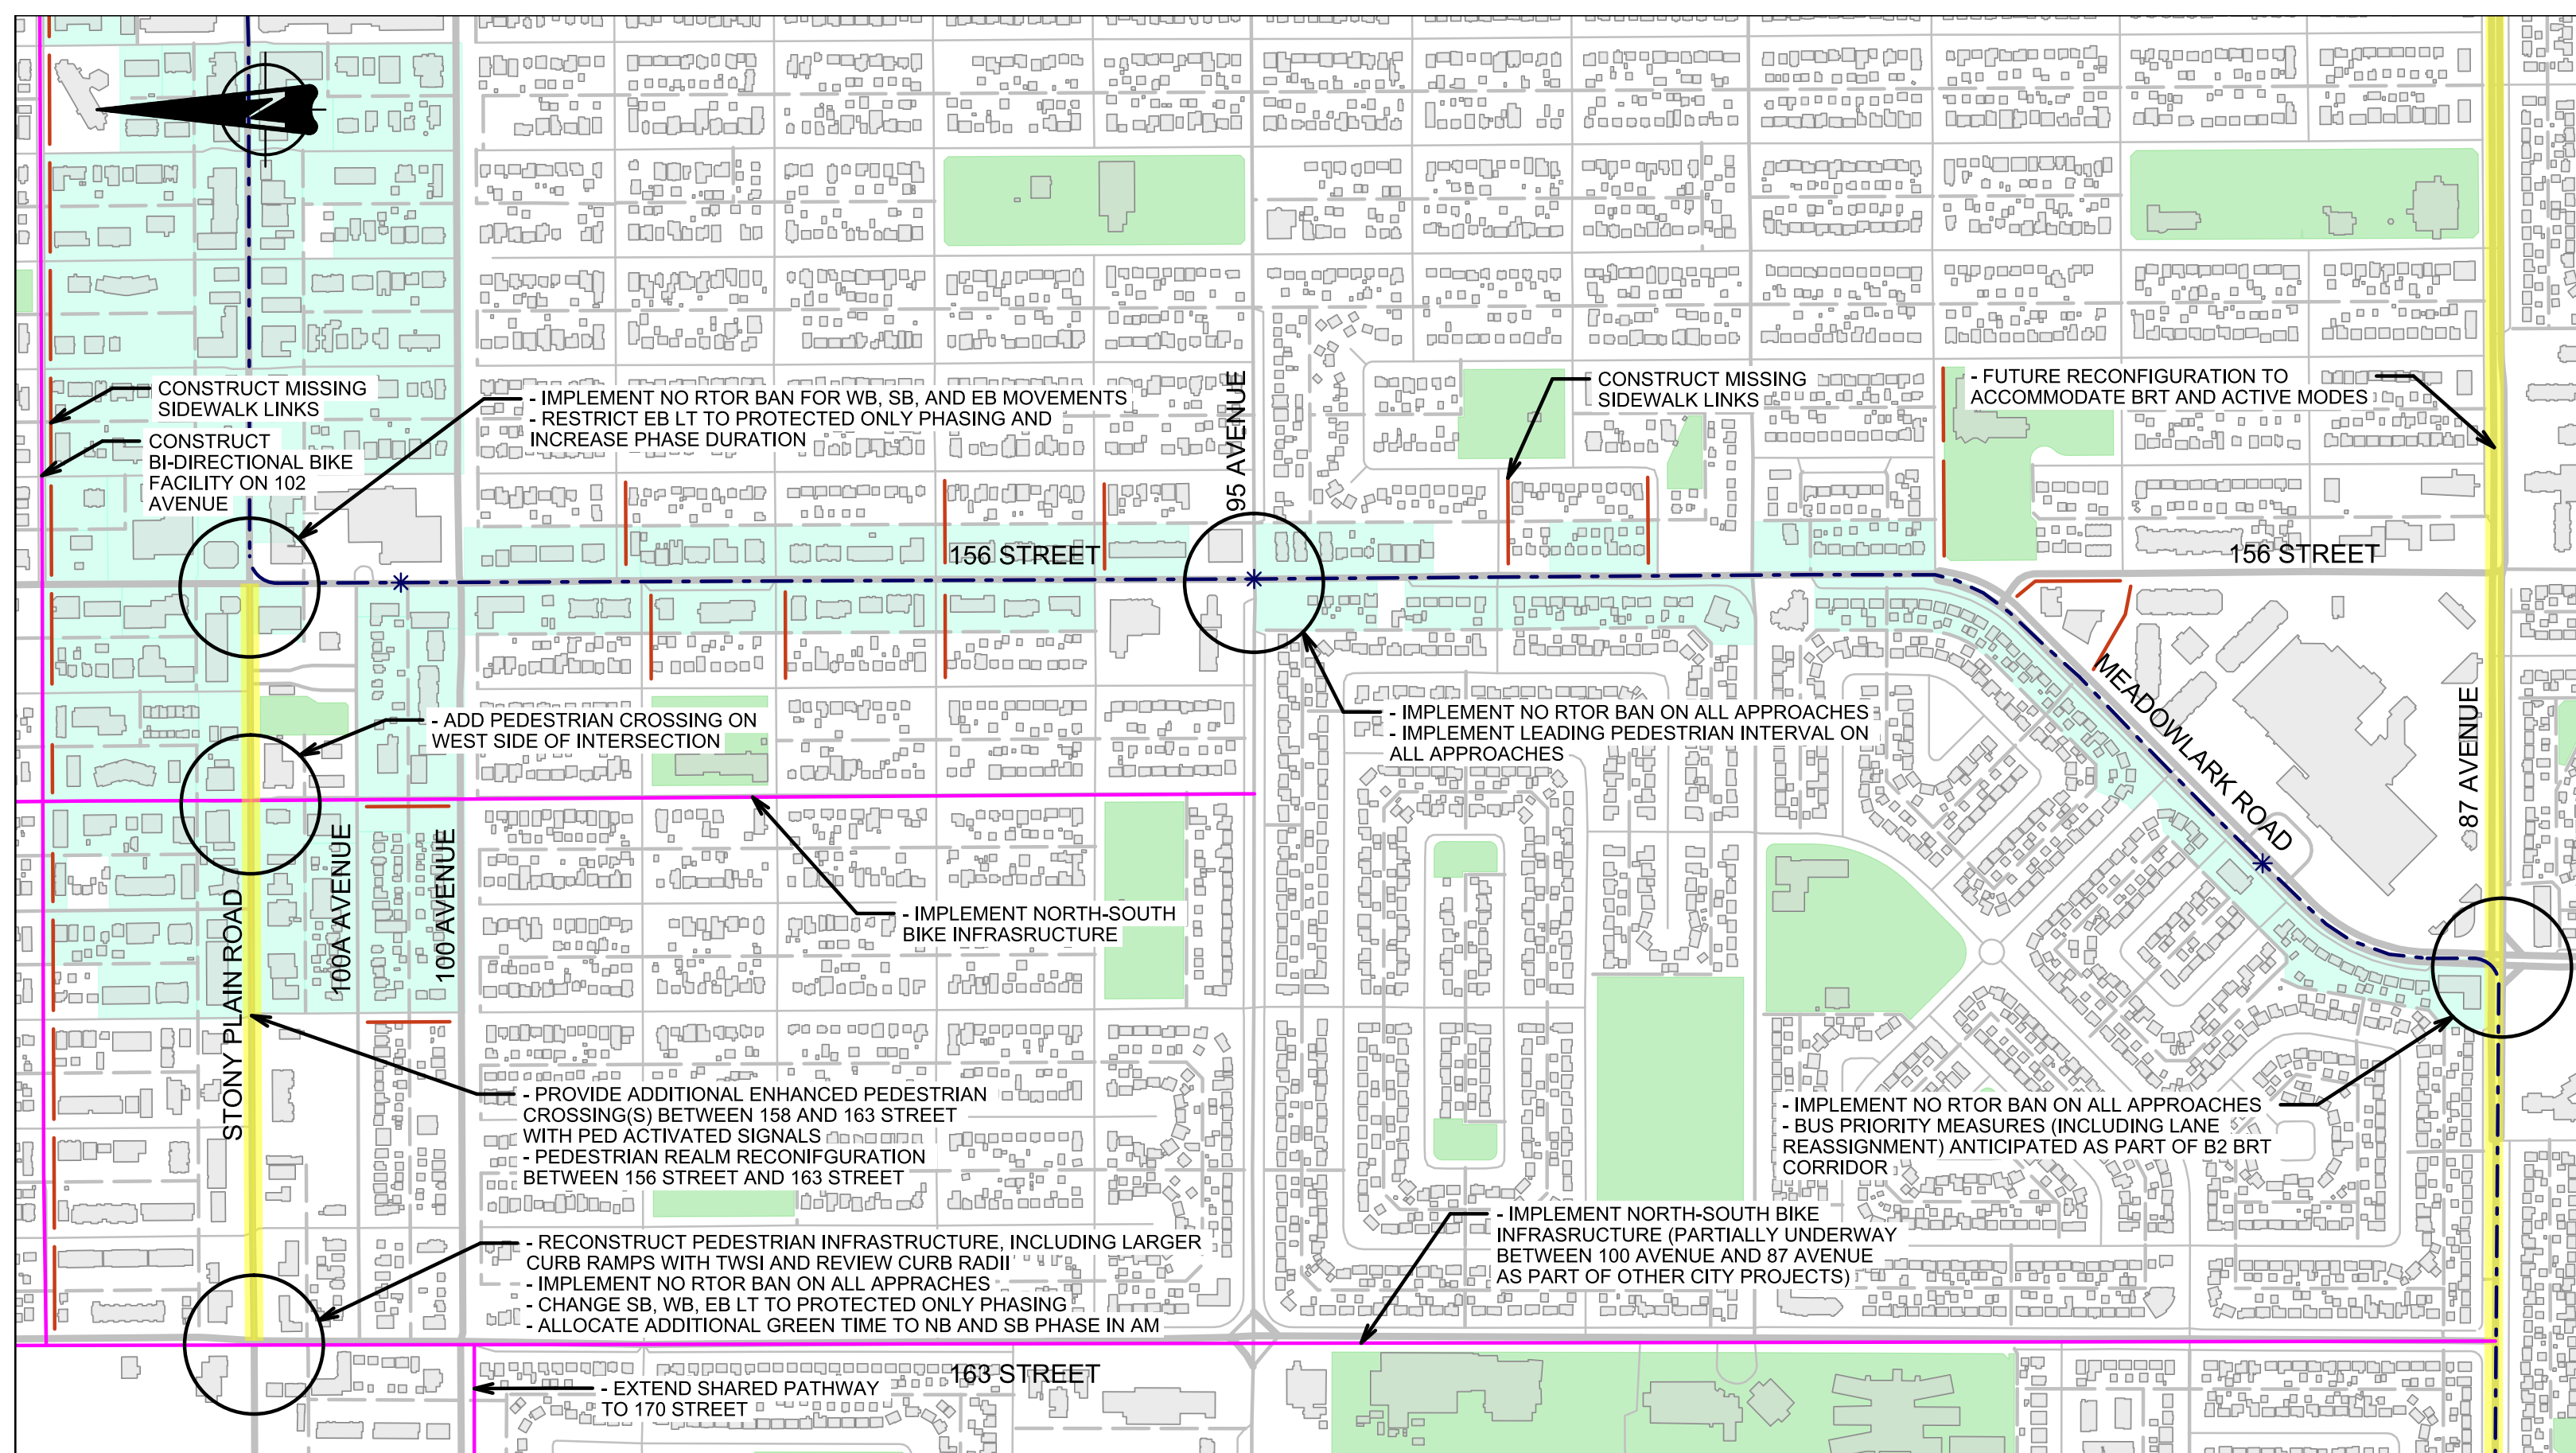 CONSTRUCT MISSING
SIDEWALK LINKS
CONSTRUCT
BI-DIRECTIONAL BIKE
FACILITY ON 102
AVENUE
- IMPLEMENT NO RTOR BAN FOR WB, SB, AND EB MOVEMENTS
- RESTRICT EB LT TO PROTECTED ONLY PHASING AND
INCREASE PHASE DURATION
95 AVENUE
CONSTRUCT MISSING
SIDEWALK LINKS
- FUTURE RECONFIGURATION TO
ACCOMMODATE BRT AND ACTIVE MODES
156 STREET
156 STREET
- ADD PEDESTRIAN CROSSING ON
WEST SIDE OF INTERSECTION
- IMPLEMENT NO RTOR BAN ON ALL APPROACHES
- IMPLEMENT LEADING PEDESTRIAN INTERVAL ON
ALL APPROACHES
MEADOWLARK ROAD
87 AVENUE
STONY PLAIN ROAD
100A AVENUE
100 AVENUE
- IMPLEMENT NORTH-SOUTH
BIKE INFRASRUCTURE
- PROVIDE ADDITIONAL ENHANCED PEDESTRIAN
CROSSING(S) BETWEEN 158 AND 163 STREET
WITH PED ACTIVATED SIGNALS
- PEDESTRIAN REALM RECONIFGURATION
BETWEEN 156 STREET AND 163 STREET
- IMPLEMENT NO RTOR BAN ON ALL APPROACHES
- BUS PRIORITY MEASURES (INCLUDING LANE
REASSIGNMENT) ANTICIPATED AS PART OF B2 BRT
CORRIDOR
- RECONSTRUCT PEDESTRIAN INFRASTRUCTURE, INCLUDING LARGER
CURB RAMPS WITH TWSI AND REVIEW CURB RADII
- IMPLEMENT NO RTOR BAN ON ALL APPRACHES
- CHANGE SB, WB, EB LT TO PROTECTED ONLY PHASING
- ALLOCATE ADDITIONAL GREEN TIME TO NB AND SB PHASE IN AM
- IMPLEMENT NORTH-SOUTH BIKE
INFRASRUCTURE (PARTIALLY UNDERWAY
BETWEEN 100 AVENUE AND 87 AVENUE
AS PART OF OTHER CITY PROJECTS)
163 STREET
- EXTEND SHARED PATHWAY
TO 170 STREET